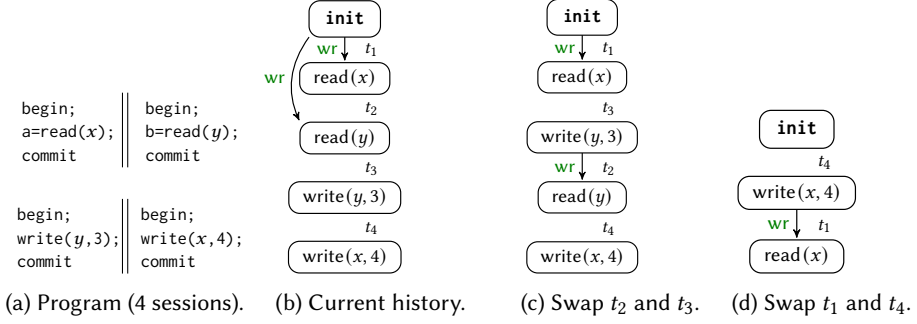 begin;
a=read(x);
commit
begin;
b=read(y);
commit
begin;
write(y,3);
commit
begin;
write(x,4);
commit
(a) Program (4 sessions).
init
wr
t₁
read(x)
wr
t₂
read(y)
t₃
write(y, 3)
t₄
write(x, 4)
(b) Current history.
init
wr
t₁
read(x)
t₃
write(y, 3)
wr
t₂
read(y)
t₄
write(x, 4)
(c) Swap t₂ and t₃.
init
t₄
write(x, 4)
wr
t₁
read(x)
(d) Swap t₁ and t₄.